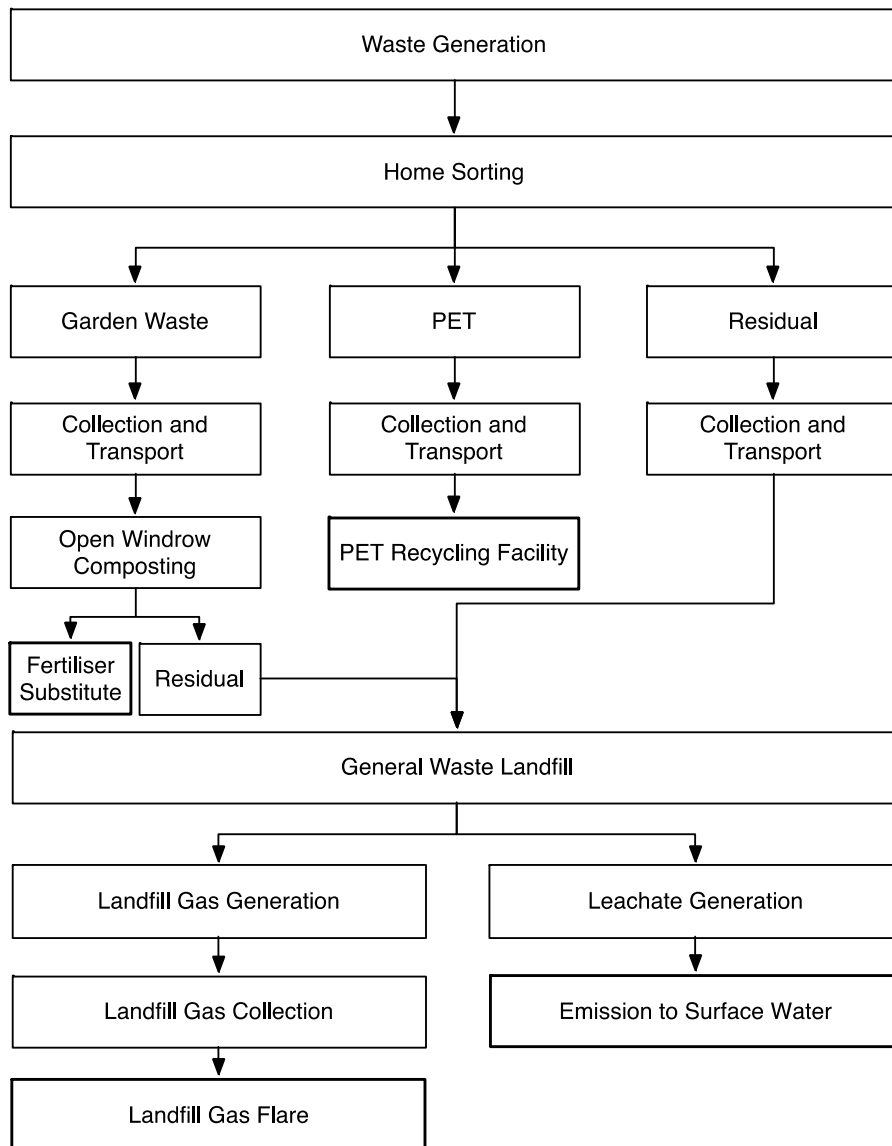 Waste Generation
Home Sorting
Garden Waste
PET
Residual
Collection and
Transport
Collection and
Transport
Collection and
Transport
Open Windrow
Composting
PET Recycling Facility
Fertiliser
Substitute
Residual
General Waste Landfill
Landfill Gas Generation
Leachate Generation
Landfill Gas Collection
Emission to Surface Water
Landfill Gas Flare